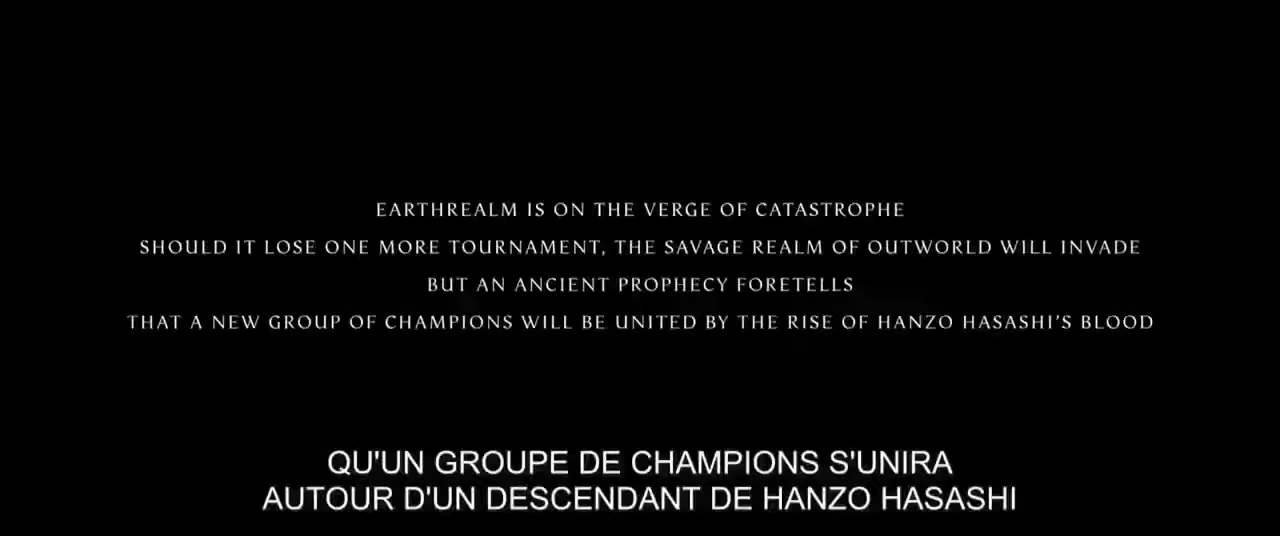 EARTHREALM IS ON THE VERGE OF CATASTROPHE
SHOULD IT LOSE ONE MORE TOURNAMENT, THE SAVAGE REALM OF OUTWORLD WILL INVADE
BUT AN ANCIENT PROPHECY FORETELLS
THAT A NEW GROUP OF CHAMPIONS WILL BE UNITED BY THE RISE OF HANZO HASASHI'S BLOOD
QU'UN GROUPE DE CHAMPIONS S'UNIRA
AUTOUR D'UN DESCENDANT DE HANZO HASASHI